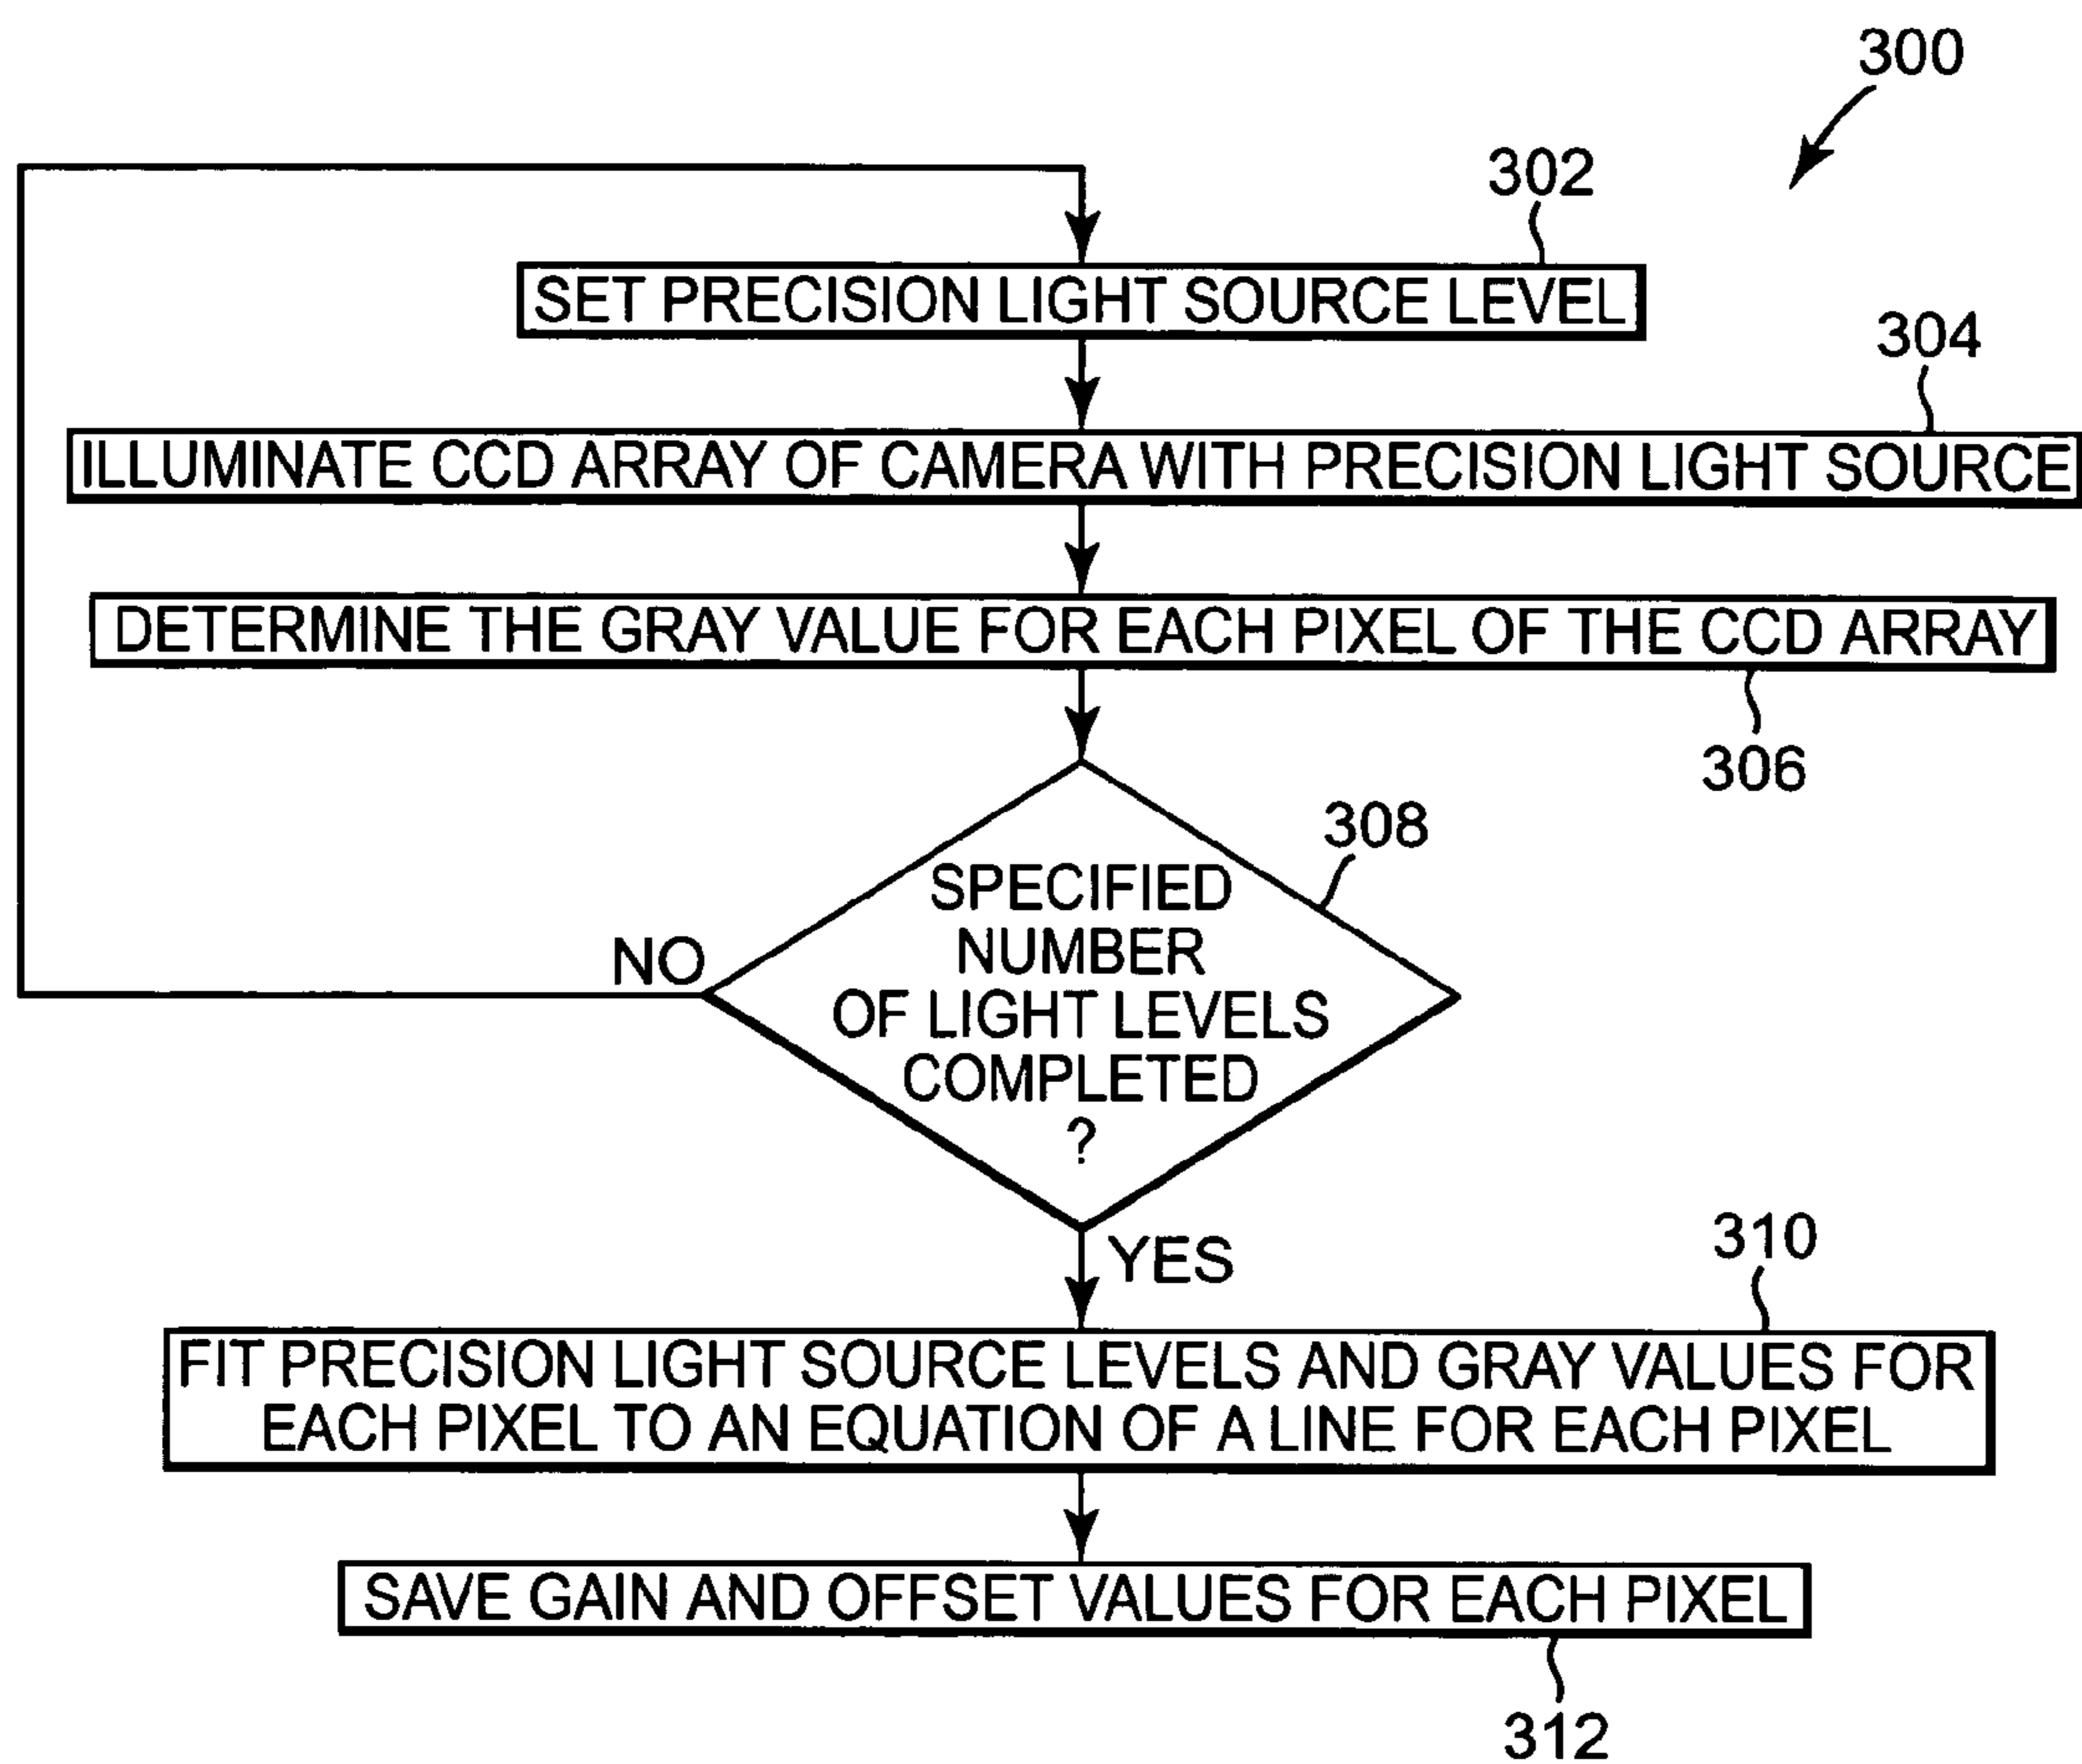 300
302
SET PRECISION LIGHT SOURCE LEVEL
304
ILLUMINATE CCD ARRAY OF CAMERA WITH PRECISION LIGHT SOURCE
DETERMINE THE GRAY VALUE FOR EACH PIXEL OF THE CCD ARRAY
306
308
SPECIFIED
NUMBER
OF LIGHT LEVELS
COMPLETED
?
NO
YES
310
FIT PRECISION LIGHT SOURCE LEVELS AND GRAY VALUES FOR
EACH PIXEL TO AN EQUATION OF A LINE FOR EACH PIXEL
SAVE GAIN AND OFFSET VALUES FOR EACH PIXEL
312